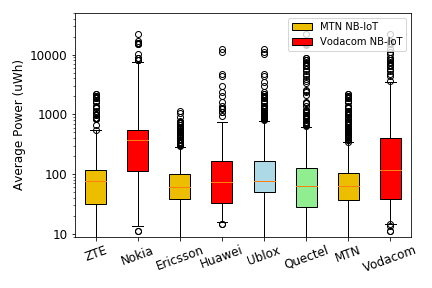 MTN NB-IoT
Vodacom NB-IoT
Average Power (uWh)
10000
1000
100
10
ZTE
Nokia
Ericsson
Huawei
Ublox
Quectel
MTN
Vodacom